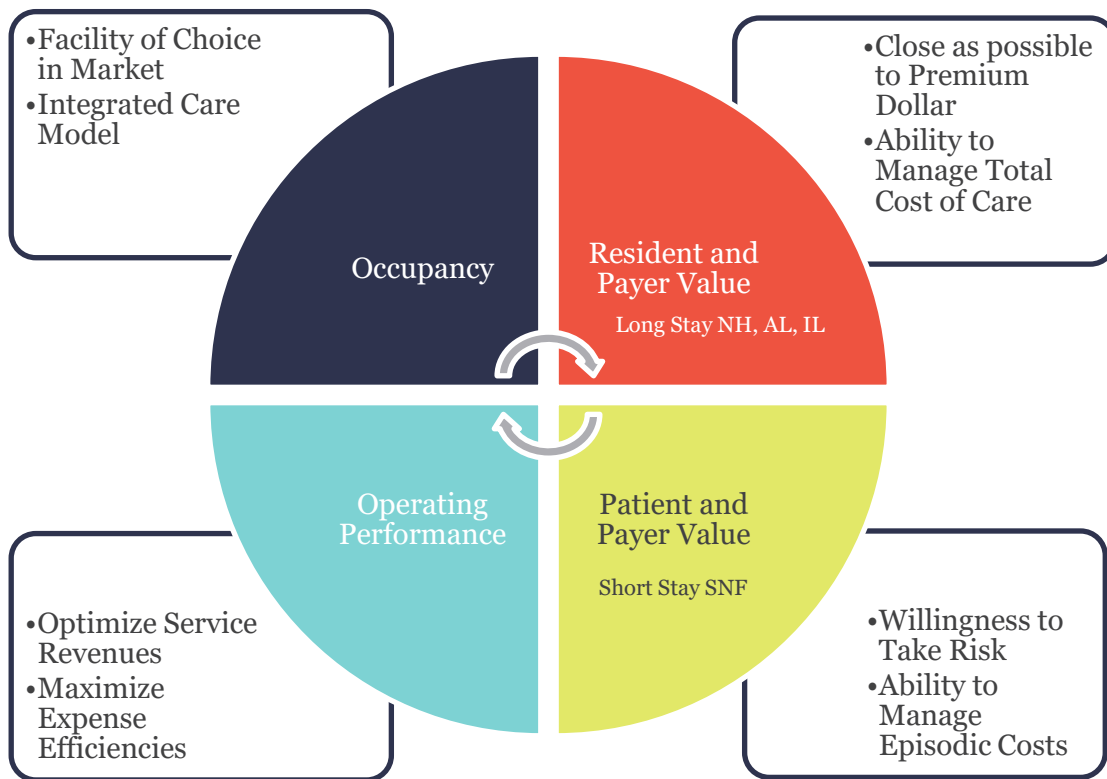 •Facility of Choice
in Market
•Integrated Care
Model
•Close as possible
to Premium
Dollar
•Ability to
Manage Total
Cost of Care
Occupancy
Resident and
Payer Value
Long Stay NH, AL, IL
Operating
Performance
Patient and
Payer Value
Short Stay SNF
•Optimize Service
Revenues
•Maximize
Expense
Efficiencies
•Willingness to
Take Risk
•Ability to
Manage
Episodic Costs